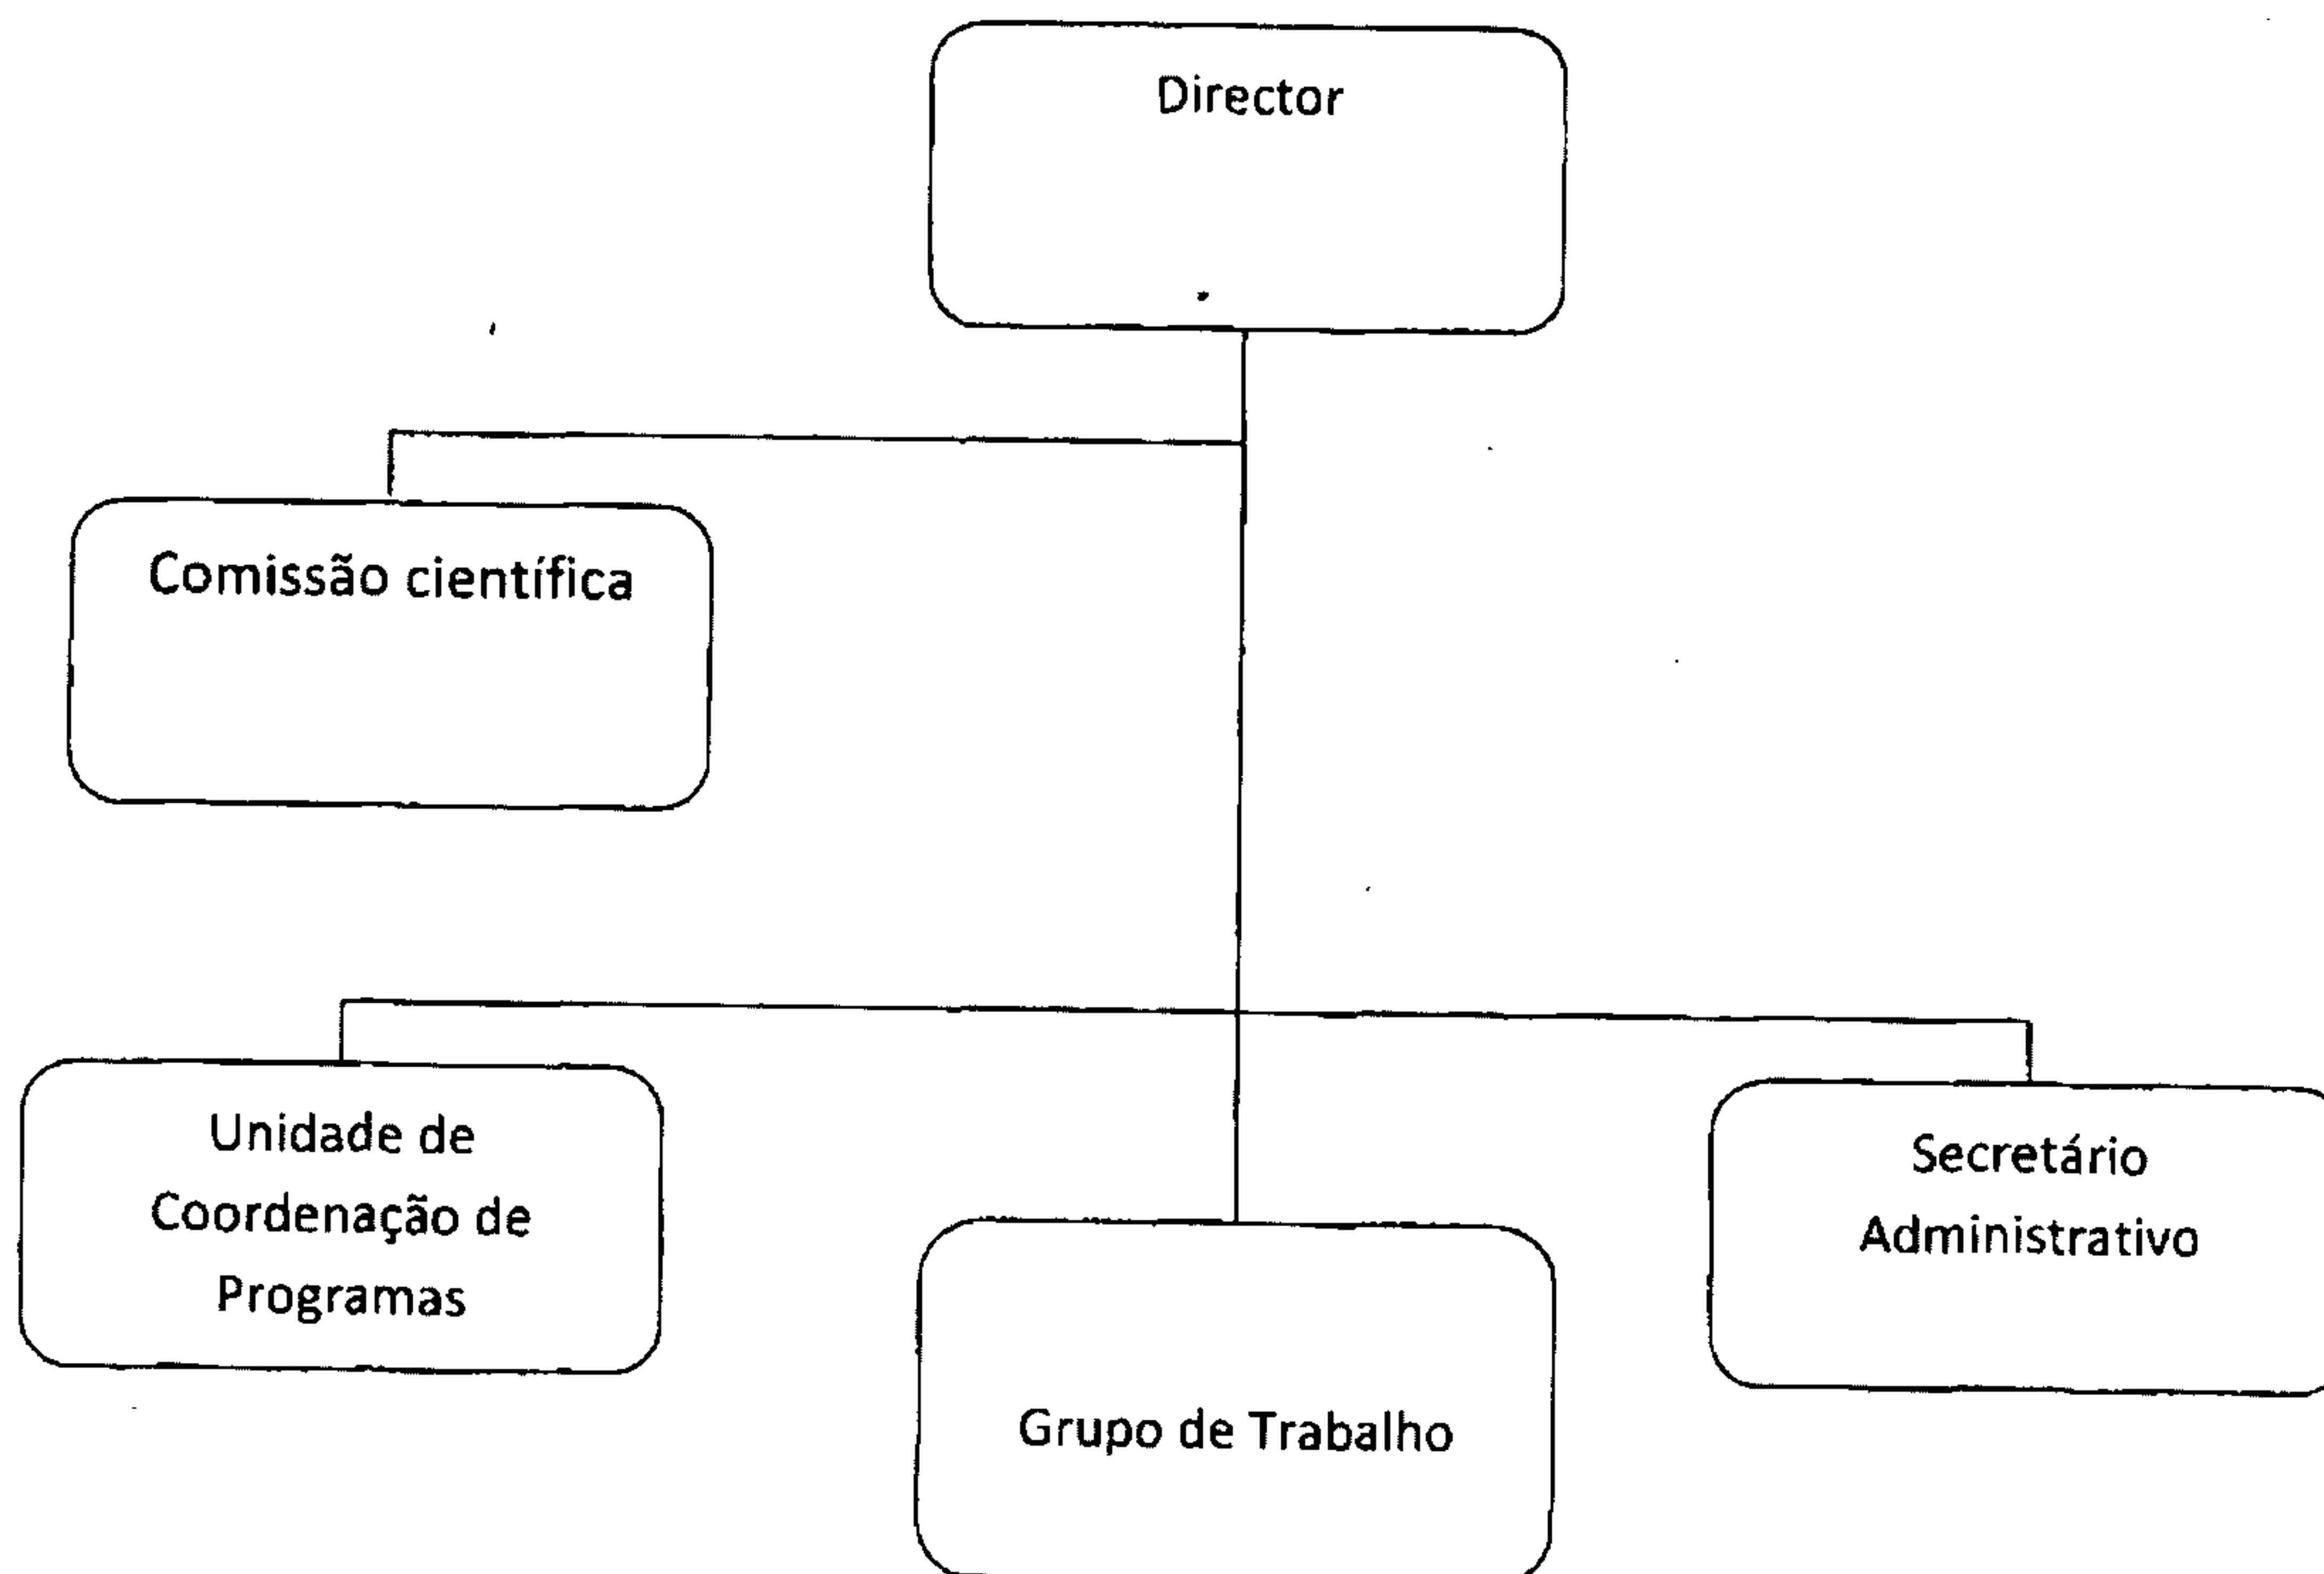 Director
Comissão científica
Unidade de
Coordenação de
Programas
Grupo de Trabalho
Secretário
Administrativo